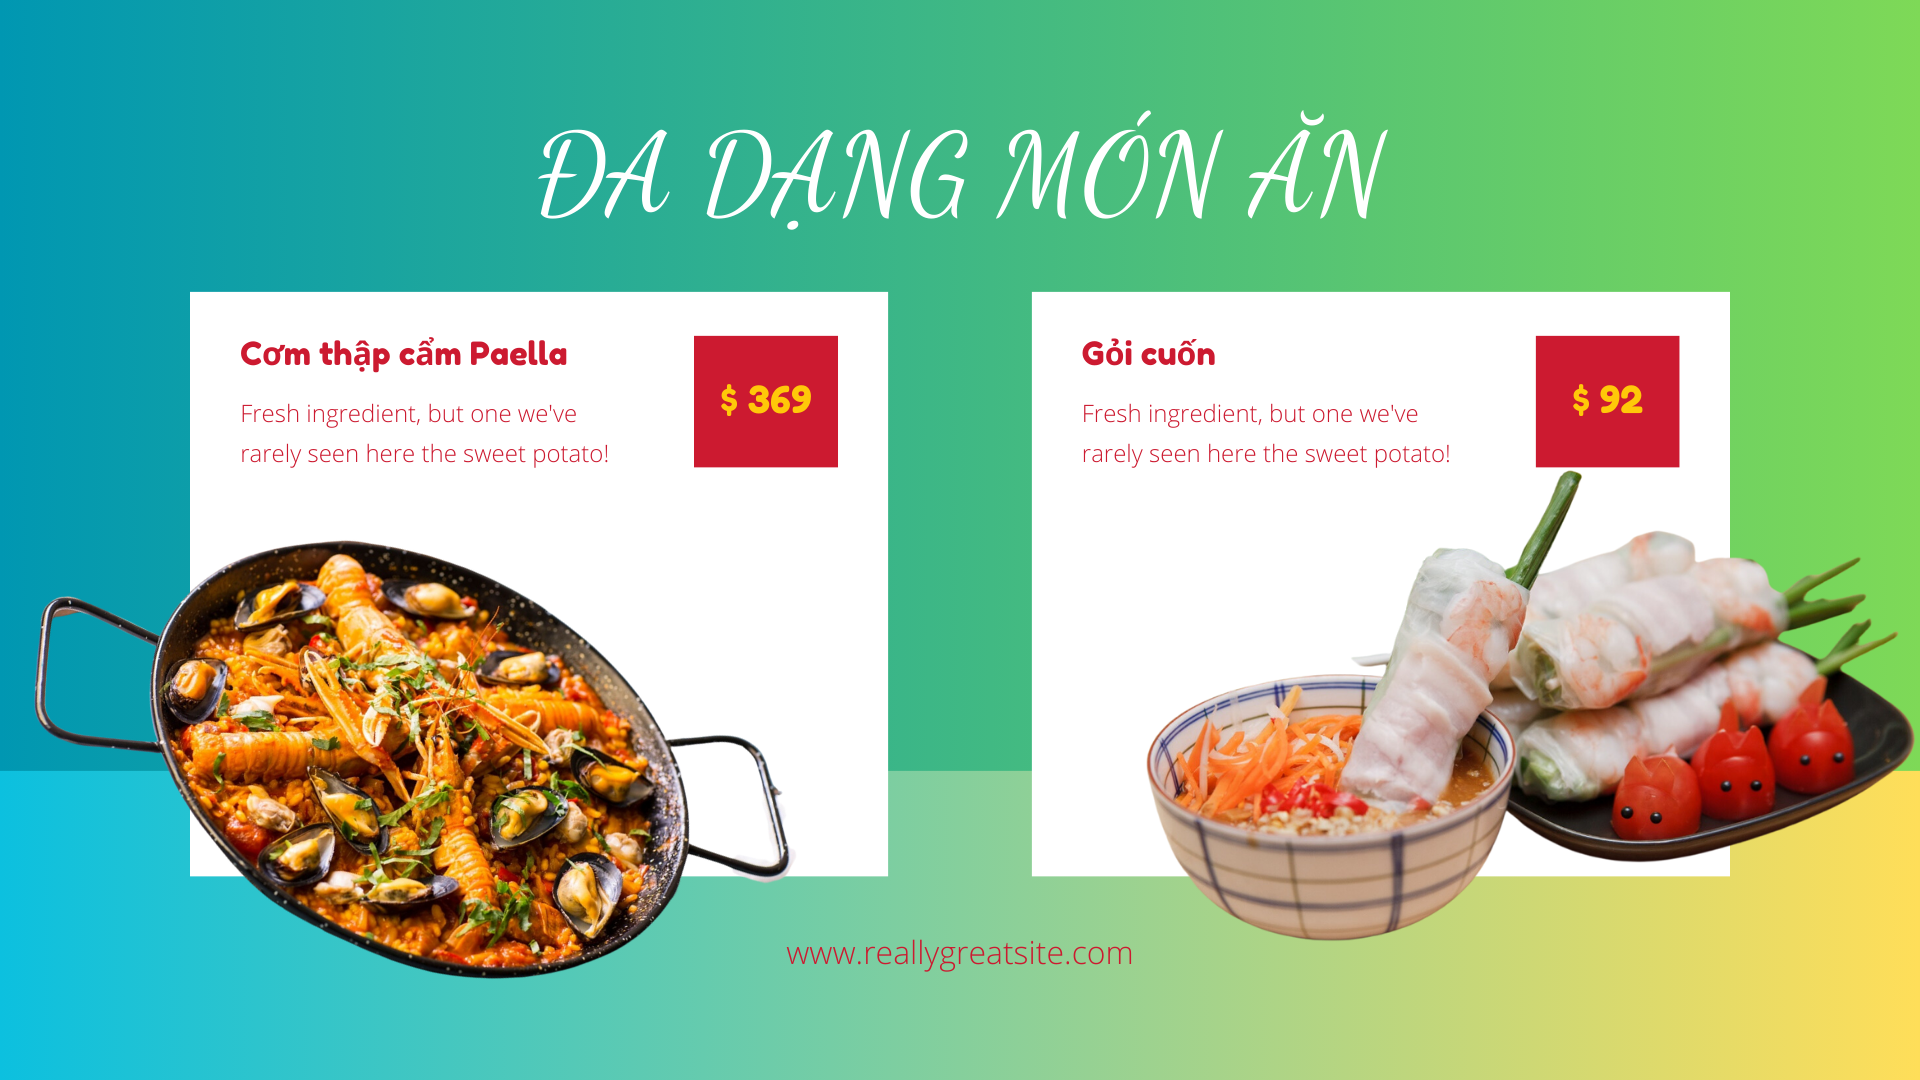 ĐA DẠNG MÓN ĂN
Cơm thập cẩm Paella
$ 369
Fresh ingredient, but one we've
rarely seen here the sweet potato!
Gỏi cuốn
$ 92
Fresh ingredient, but one we've
rarely seen here the sweet potato!
www.reallygreatsite.com